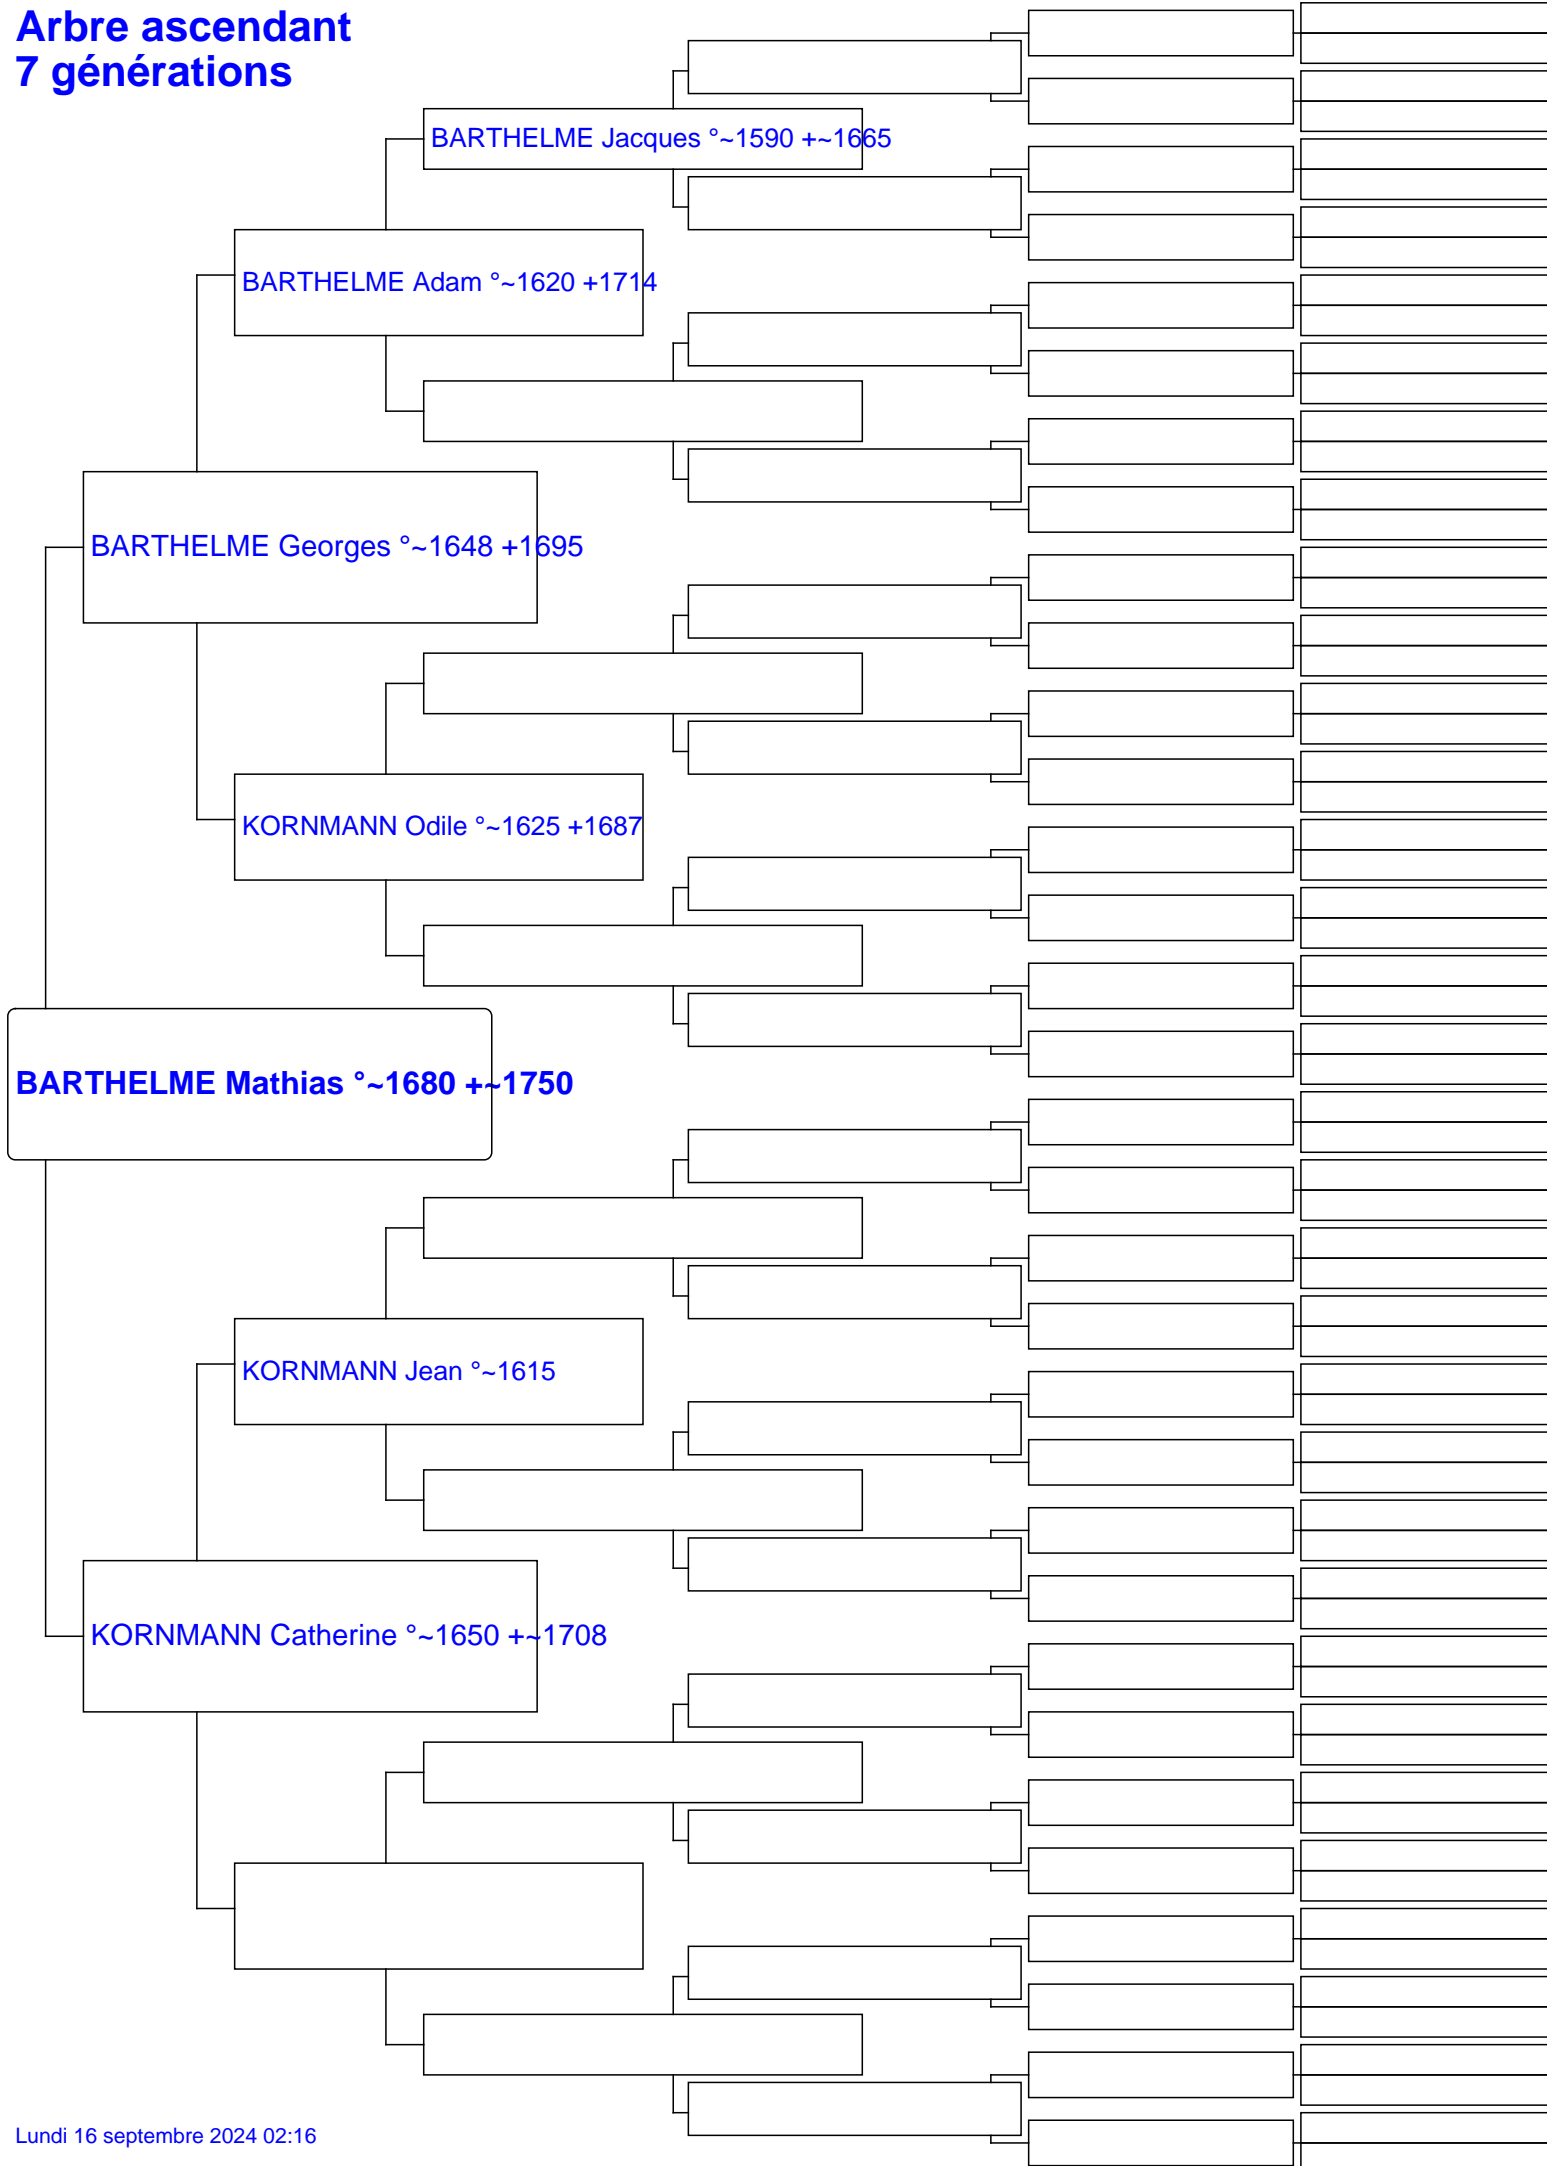 Arbre ascendant
7 générations
BARTHELME Jacques °~1590 +~1665
BARTHELME Adam °~1620 +1714
BARTHELME Georges °~1648 +1695
KORNMANN Odile °~1625 +1687
BARTHELME Mathias °~1680 +~1750
KORNMANN Jean °~1615
KORNMANN Catherine °~1650 +~1708
Lundi 16 septembre 2024 02:16